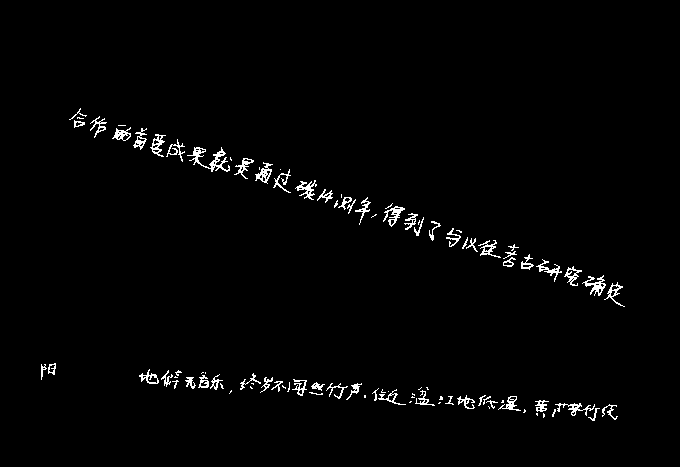 合作的首要成果就是通过碳14测年,得到了与以往考古研究确定
阳 地僻无音乐,终岁不闻丝竹声.住近湓江地低湿,黄芦苦竹绕